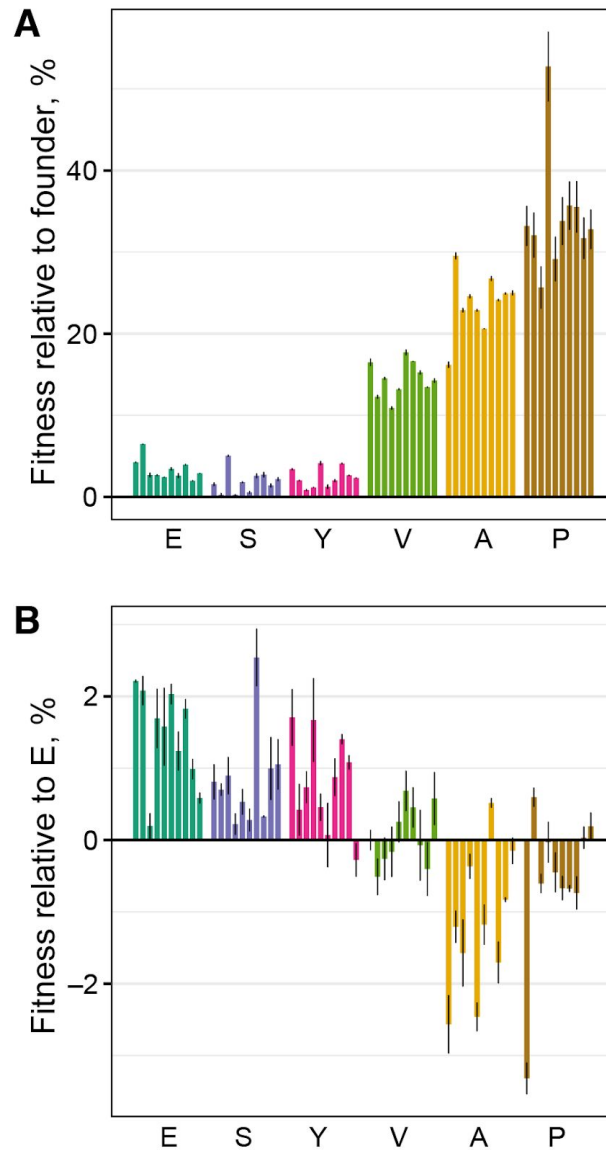 A
Fitness relative to founder, %
40
20
0
E S Y V A P
B
Fitness relative to E, %
2
0
−2
E S Y V A P